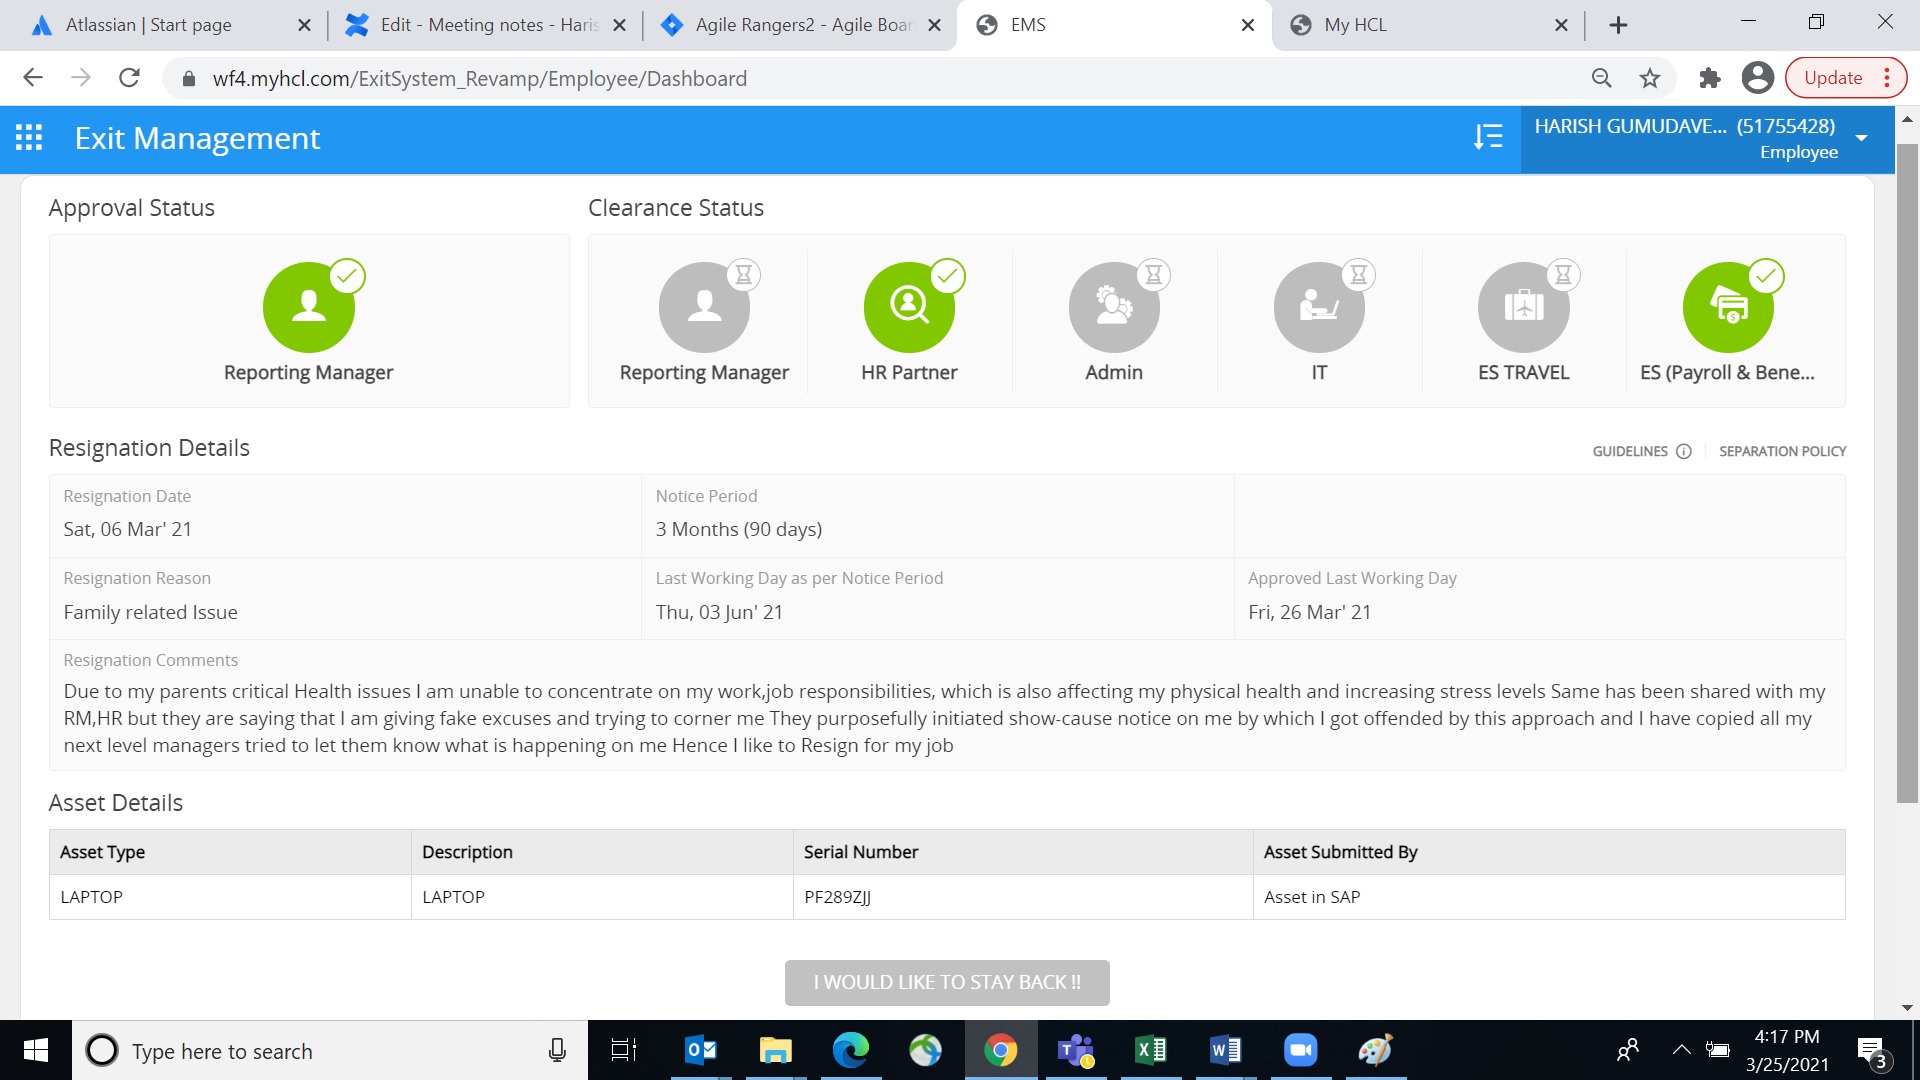 Atlassian | Start page
Edit - Meeting notes - Haris
Agile Rangers2 - Agile Boar
EMS
My HCL
wf4.myhcl.com/ExitSystem_Revamp/Employee/Dashboard
Update
Exit Management
HARISH GUMUDAVE... (51755428)
Employee
Approval Status
Clearance Status
Reporting Manager
Reporting Manager
HR Partner
Admin
IT
ES TRAVEL
ES (Payroll & Bene...
Resignation Details
GUIDELINES
SEPARATION POLICY
Resignation Date
Notice Period
Sat, 06 Mar' 21
3 Months (90 days)
Resignation Reason
Last Working Day as per Notice Period
Approved Last Working Day
Family related Issue
Thu, 03 Jun' 21
Fri, 26 Mar' 21
Resignation Comments
Due to my parents critical Health issues I am unable to concentrate on my work,job responsibilities, which is also affecting my physical health and increasing stress levels Same has been shared with my
RM,HR but they are saying that I am giving fake excuses and trying to corner me They purposefully initiated show-cause notice on me by which I got offended by this approach and I have copied all my
next level managers tried to let them know what is happening on me Hence I like to Resign for my job
Asset Details
Asset Type
Description
Serial Number
Asset Submitted By
LAPTOP
LAPTOP
PF289ZJJ
Asset in SAP
I WOULD LIKE TO STAY BACK !!
Type here to search
4:17 PM
3/25/2021
3